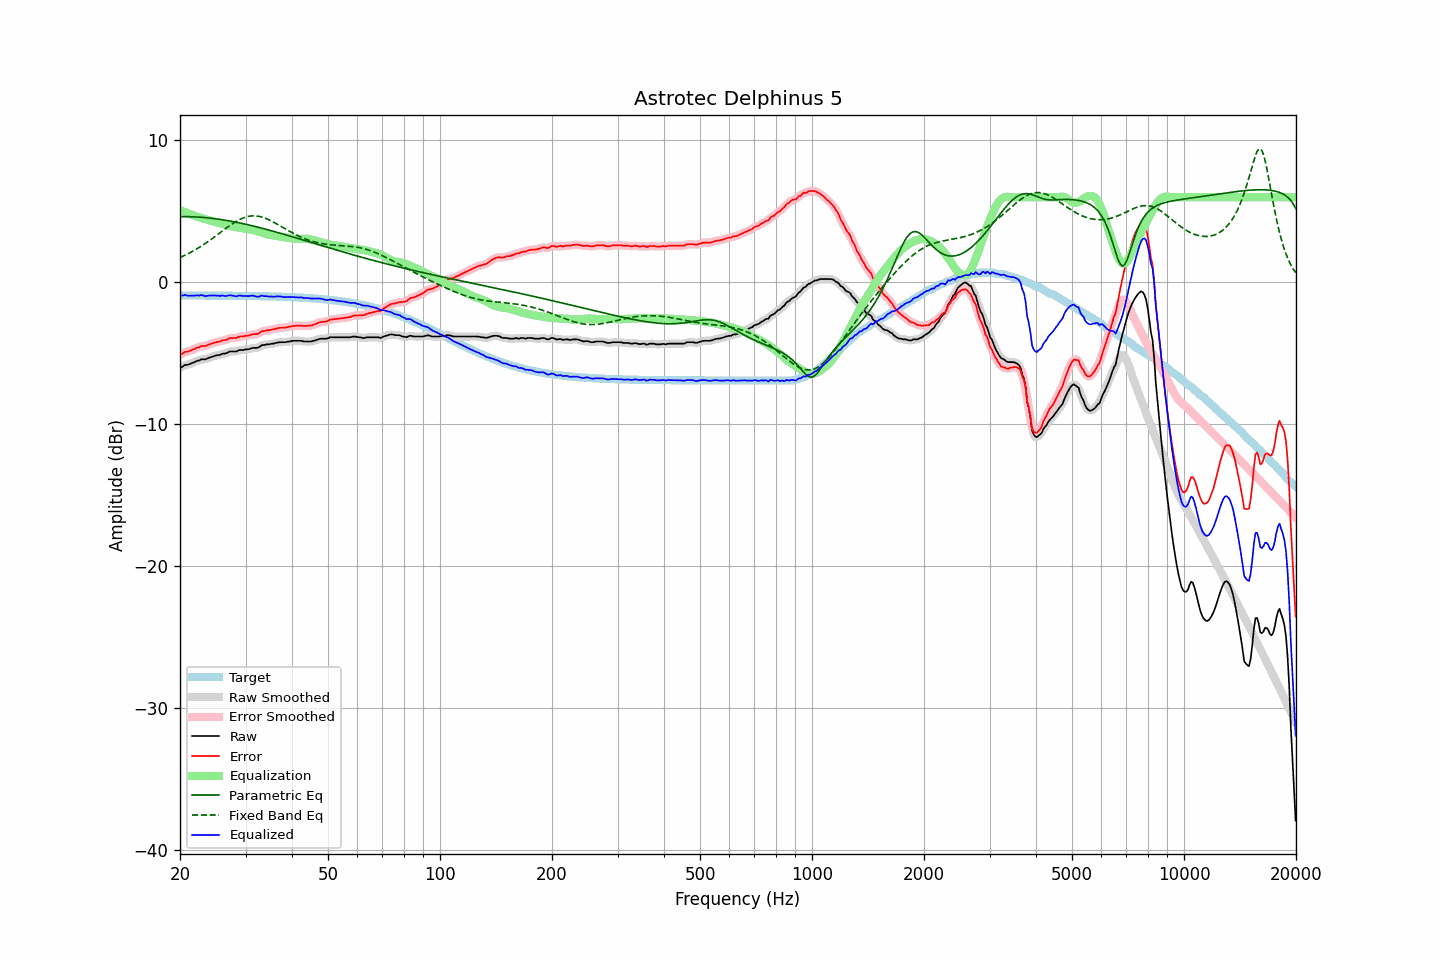 Astrotec Delphinus 5
Amplitude (dBr)
10
0
−10
−20
−30
−40
Target
Raw Smoothed
Error Smoothed
Raw
Error
Equalization
Parametric Eq
Fixed Band Eq
Equalized
20 50 100 200 500 1000 2000 5000 10000 20000
Frequency (Hz)